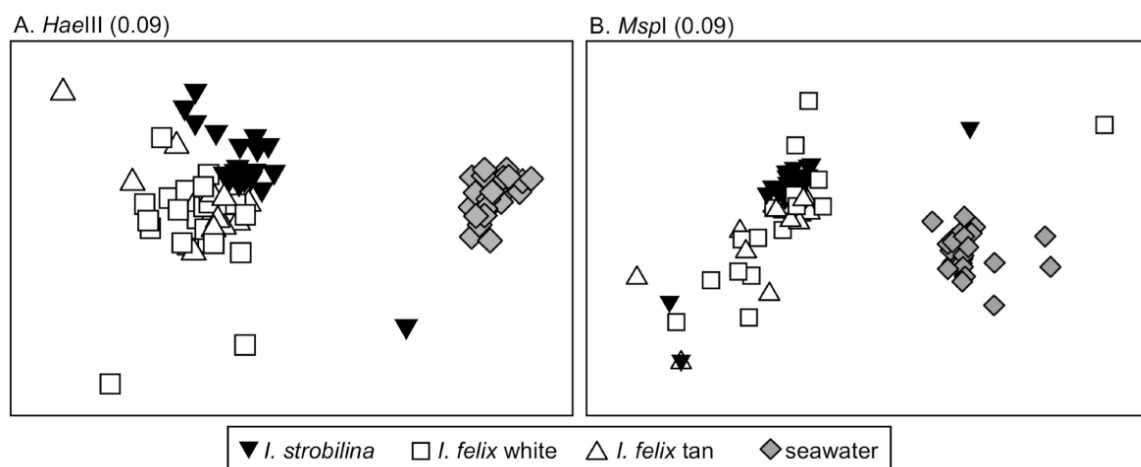 A. HaeIII (0.09)
B. MspI (0.09)
I. strobilina
I. felix white
I. felix tan
seawater